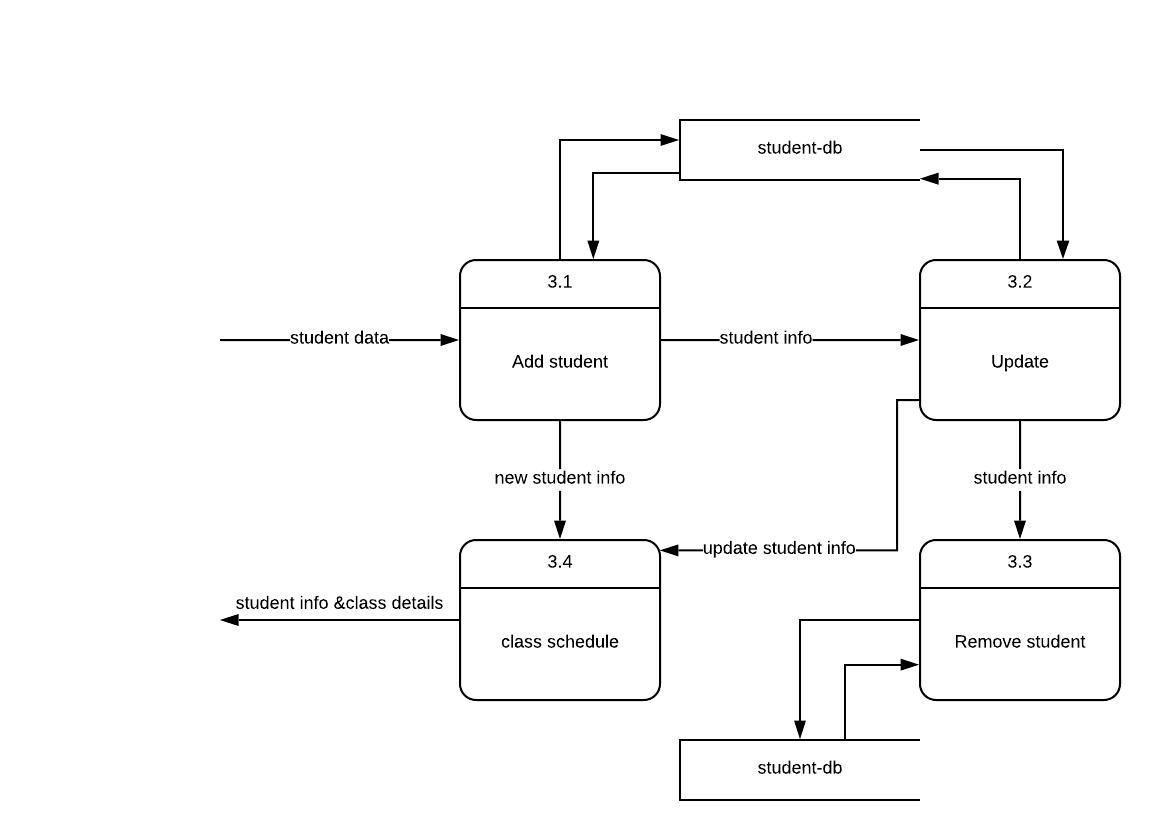 student-db
3.1
3.2
student data
student info
Add student
Update
new student info
student info
update student info
3.4
3.3
student info &class details
class schedule
Remove student
student-db